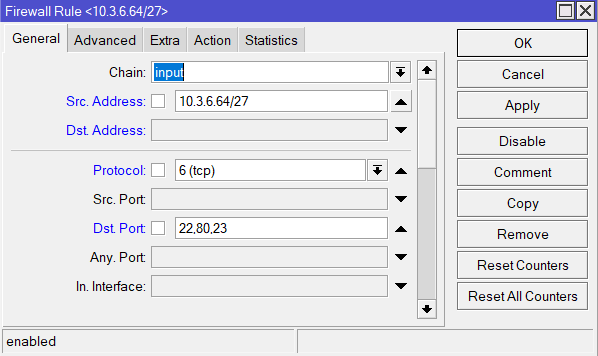 Firewall Rule <10.3.6.64/27>
General Advanced Extra Action Statistics
Chain: input
Src. Address: 10.3.6.64/27
Dst. Address:
Protocol: 6 (tcp)
Src. Port:
Dst. Port: 22,80,23
Any. Port:
In. Interface:
OK
Cancel
Apply
Disable
Comment
Copy
Remove
Reset Counters
Reset All Counters
enabled